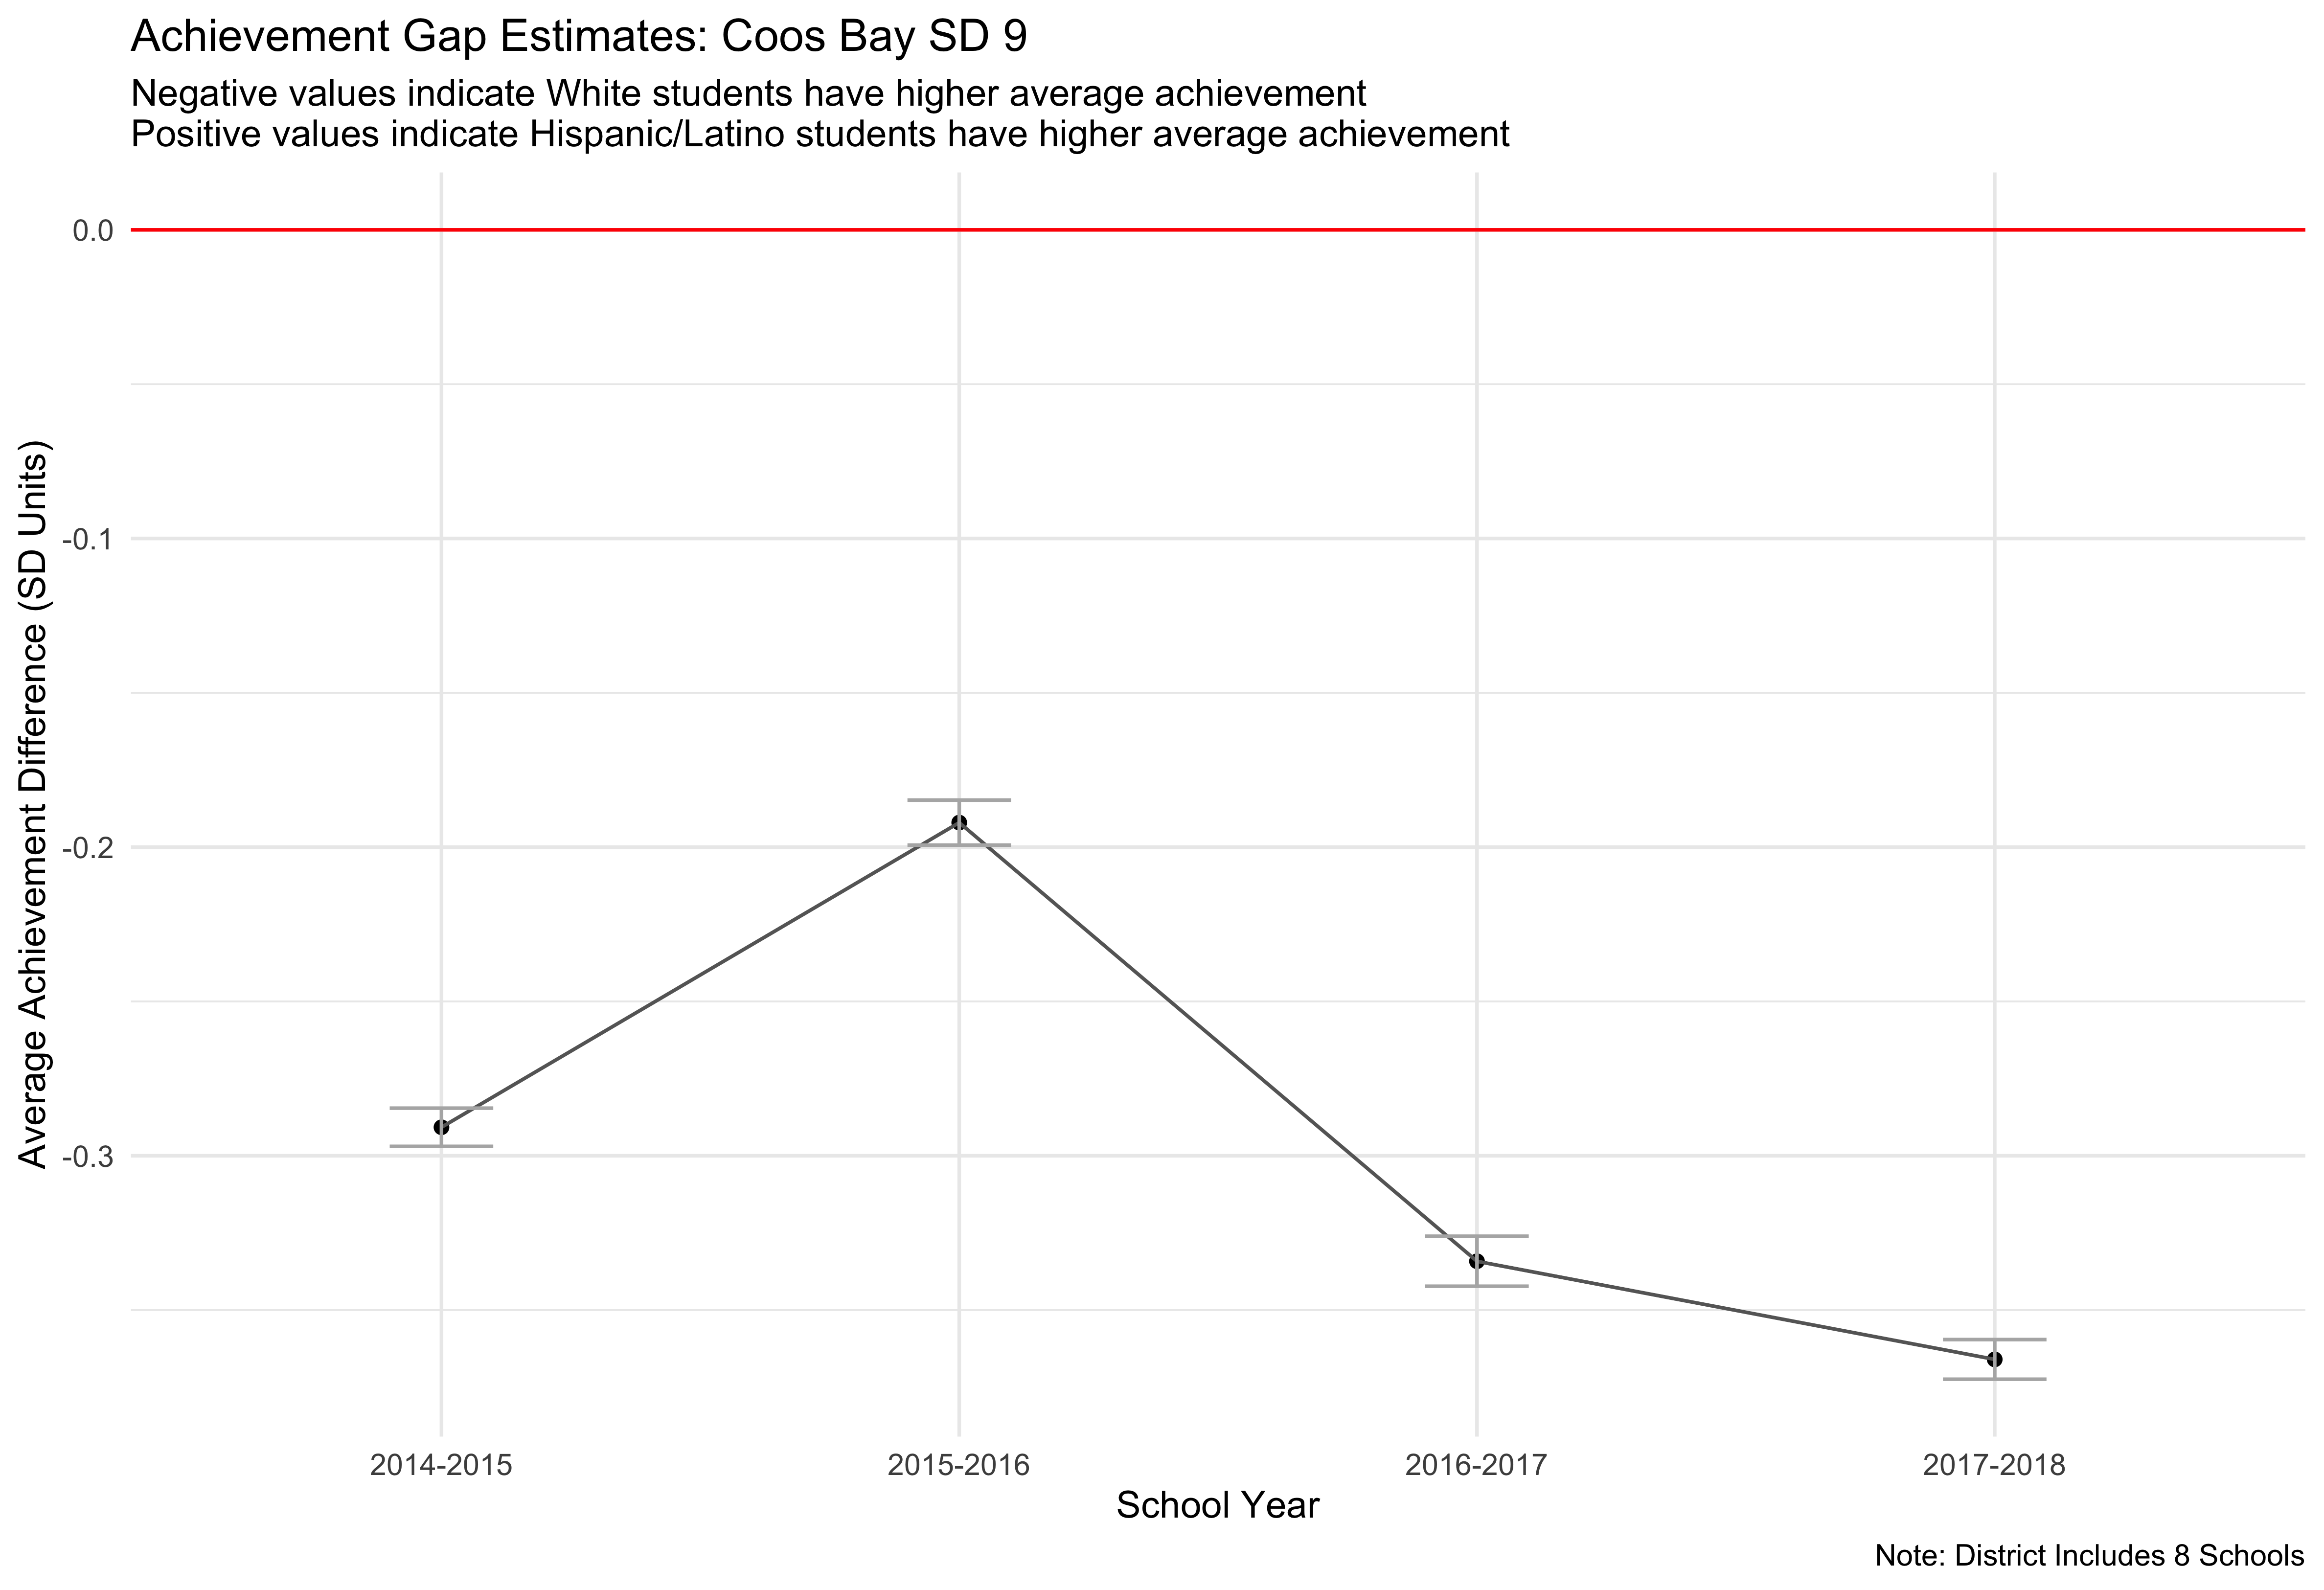 Achievement Gap Estimates: Coos Bay SD 9
Negative values indicate White students have higher average achievement
Positive values indicate Hispanic/Latino students have higher average achievement
Average Achievement Difference (SD Units)
0.0
-0.1
-0.2
-0.3
2014-2015
2015-2016
2016-2017
2017-2018
School Year
Note: District Includes 8 Schools